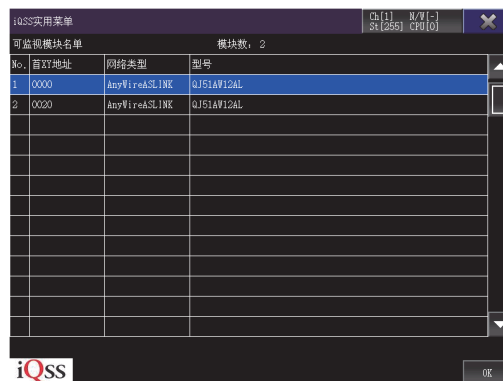 iQSS实用菜单 Ch[1] N/W[-]
St[255] CPU[0]
可监视模块名单 模块数: 2
No. 首XY地址 网络类型 型号
1 0000 AnyWireASLINK QJ51AW12AL
2 0020 AnyWireASLINK QJ51AW12AL
iQss
OK